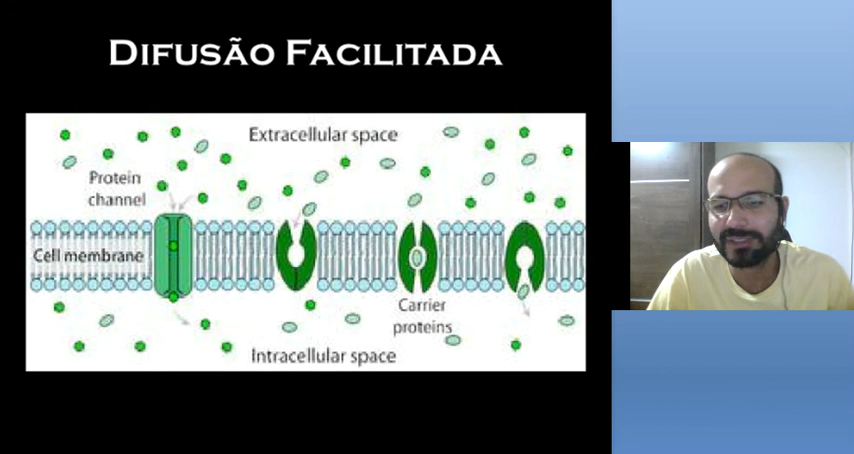 DIFUSÃO FACILITADA
Extracellular space
Protein
channel
Cell membrane
Carrier
proteins
Intracellular space